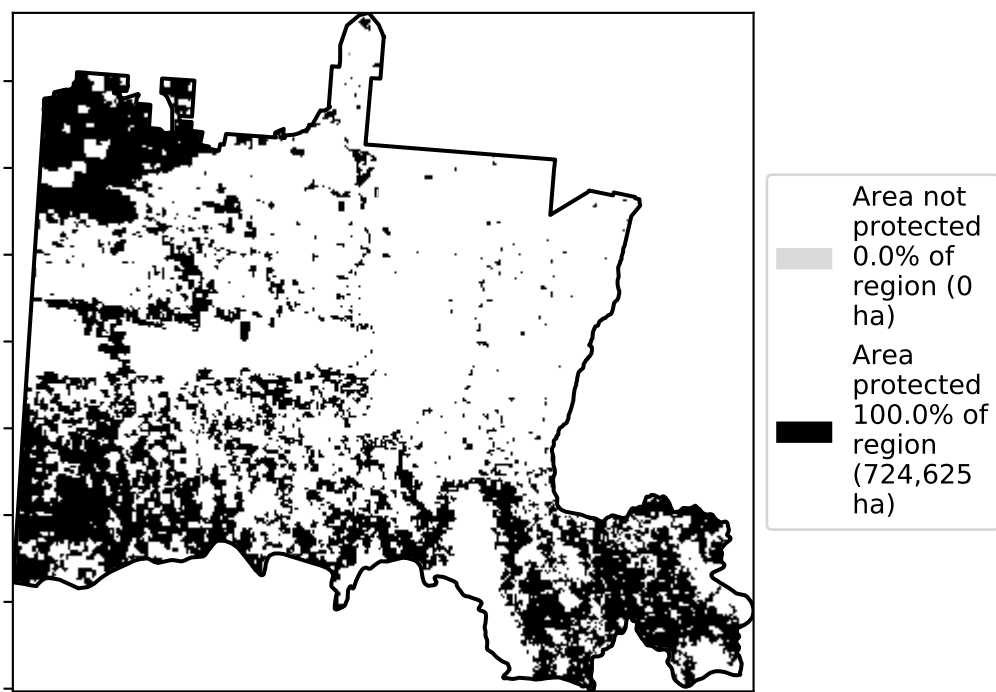 Area not
protected
0.0% of
region (0
ha)
Area
protected
100.0% of
region
(724,625
ha)